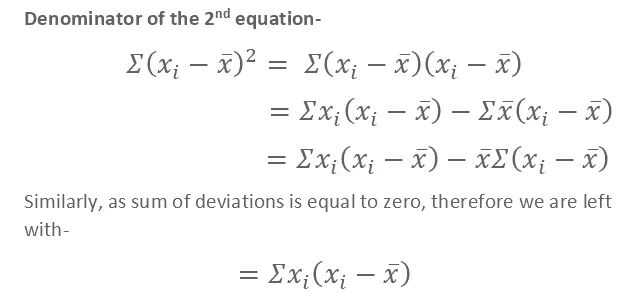 Denominator of the 2nd equation-
Σ(xᵢ − x̄)² = Σ(xᵢ − x̄)(xᵢ − x̄)
= Σxᵢ(xᵢ − x̄) − Σx̄(xᵢ − x̄)
= Σxᵢ(xᵢ − x̄) − x̄Σ(xᵢ − x̄)
Similarly, as sum of deviations is equal to zero, therefore we are left
with-
= Σxᵢ(xᵢ − x̄)